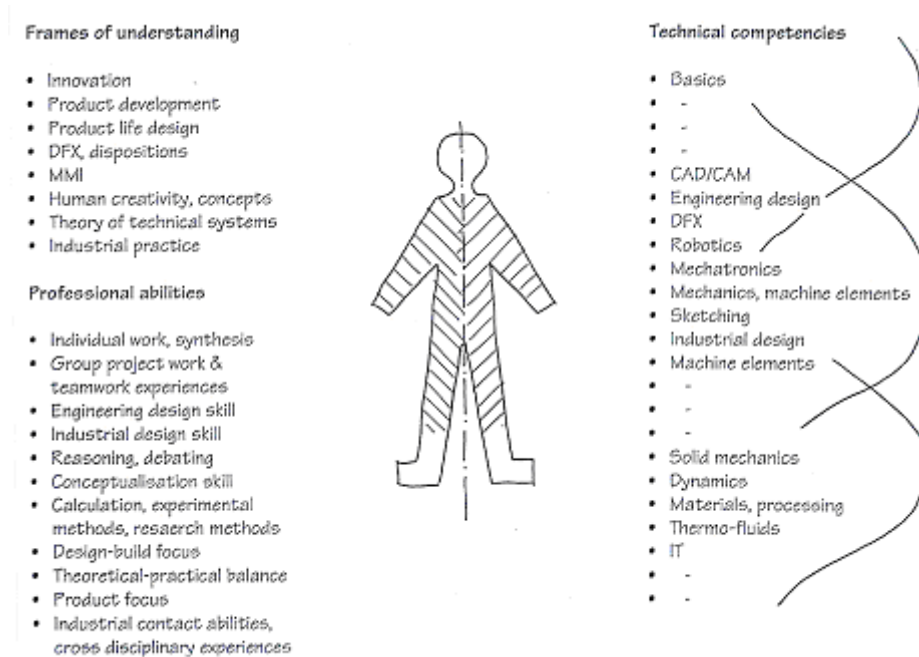 Frames of understanding
• Innovation
• Product development
• Product life design
• DFX, dispositions
• MMI
• Human creativity, concepts
• Theory of technical systems
• Industrial practice
Professional abilities
• Individual work, synthesis
• Group project work &
teamwork experiences
• Engineering design skill
• Industrial design skill
• Reasoning, debating
• Conceptualisation skill
• Calculation, experimental
methods, resaerch methods
• Design-build focus
• Theoretical-practical balance
• Product focus
• Industrial contact abilities,
cross disciplinary experiences
Technical competencies
• Basics
• -
• -
• -
• CAD/CAM
• Engineering design
• DFX
• Robotics
• Mechatronics
• Mechanics, machine elements
• Sketching
• Industrial design
• Machine elements
• -
• -
• -
• Solid mechanics
• Dynamics
• Materials, processing
• Thermo-fluids
• IT
• -
• -